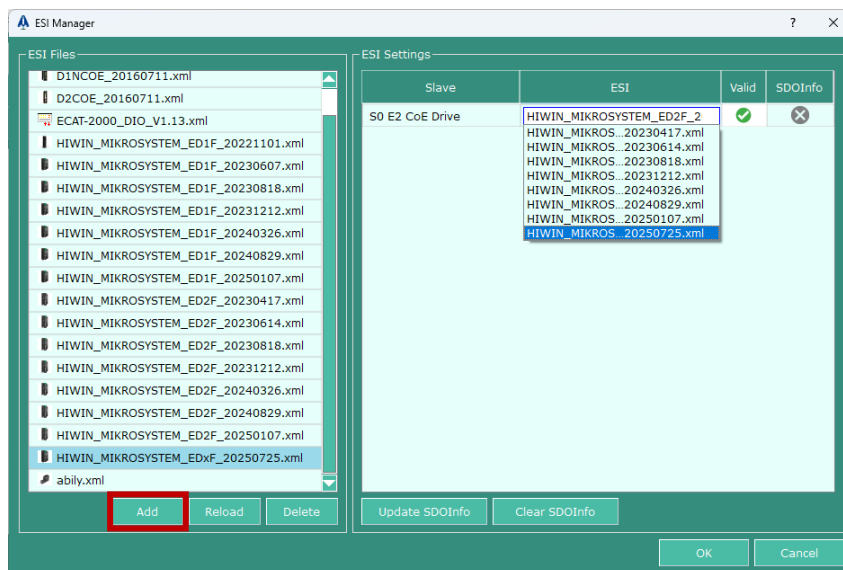 ESI Manager
?
ESI Files
D1NCOE_20160711.xml
D2COE_20160711.xml
ECAT-2000_DIO_V1.13.xml
HIWIN_MIKROSYSTEM_ED1F_20221101.xml
HIWIN_MIKROSYSTEM_ED1F_20230607.xml
HIWIN_MIKROSYSTEM_ED1F_20230818.xml
HIWIN_MIKROSYSTEM_ED1F_20231212.xml
HIWIN_MIKROSYSTEM_ED1F_20240326.xml
HIWIN_MIKROSYSTEM_ED1F_20240829.xml
HIWIN_MIKROSYSTEM_ED1F_20250107.xml
HIWIN_MIKROSYSTEM_ED2F_20230417.xml
HIWIN_MIKROSYSTEM_ED2F_20230614.xml
HIWIN_MIKROSYSTEM_ED2F_20230818.xml
HIWIN_MIKROSYSTEM_ED2F_20231212.xml
HIWIN_MIKROSYSTEM_ED2F_20240326.xml
HIWIN_MIKROSYSTEM_ED2F_20240829.xml
HIWIN_MIKROSYSTEM_ED2F_20250107.xml
HIWIN_MIKROSYSTEM_EDxF_20250725.xml
abily.xml
Add Reload Delete
ESI Settings
Slave ESI Valid SDOInfo
S0 E2 CoE Drive HIWIN_MIKROSYSTEM_ED2F_2
HIWIN_MIKROS...20230417.xml
HIWIN_MIKROS...20230614.xml
HIWIN_MIKROS...20230818.xml
HIWIN_MIKROS...20231212.xml
HIWIN_MIKROS...20240326.xml
HIWIN_MIKROS...20240829.xml
HIWIN_MIKROS...20250107.xml
HIWIN_MIKROS...20250725.xml
Update SDOInfo Clear SDOInfo
OK Cancel